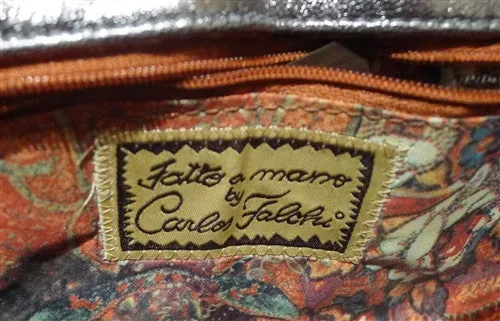 Fatto a mano
by
Carlos Falchi